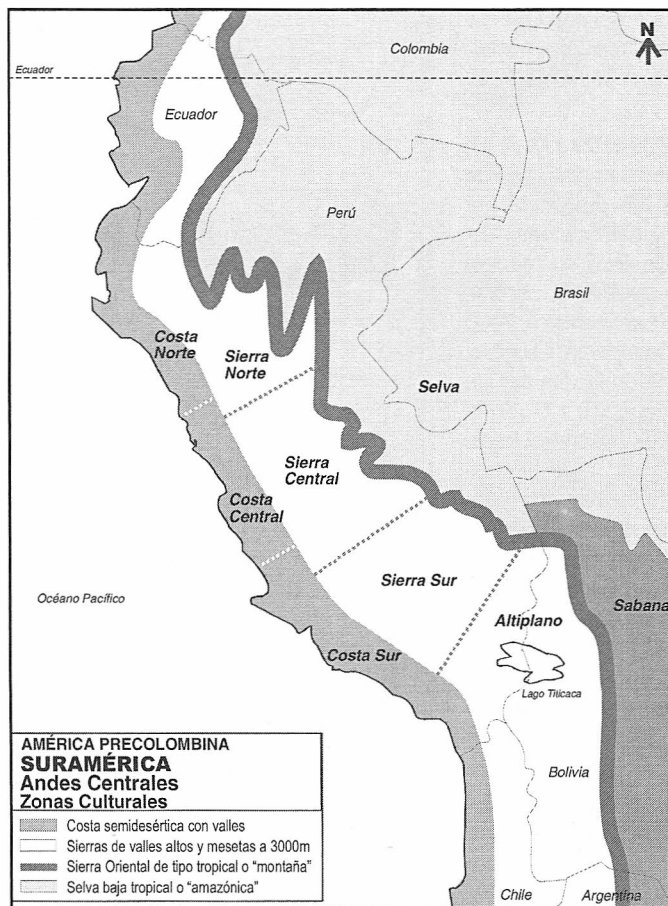 N
Colombia
Ecuador
Ecuador
Perú
Brasil
Costa
Norte
Sierra
Norte
Selva
Sierra
Central
Costa
Central
Océano Pacífico
Sierra Sur
Sabana
Altiplano
Costa Sur
Lago Titicaca
Bolivia
Chile
Argentina
AMÉRICA PRECOLOMBINA
SURAMÉRICA
Andes Centrales
Zonas Culturales
Costa semidesértica con valles
Sierras de valles altos y mesetas a 3000m
Sierra Oriental de tipo tropical o “montaña”
Selva baja tropical o “amazónica”